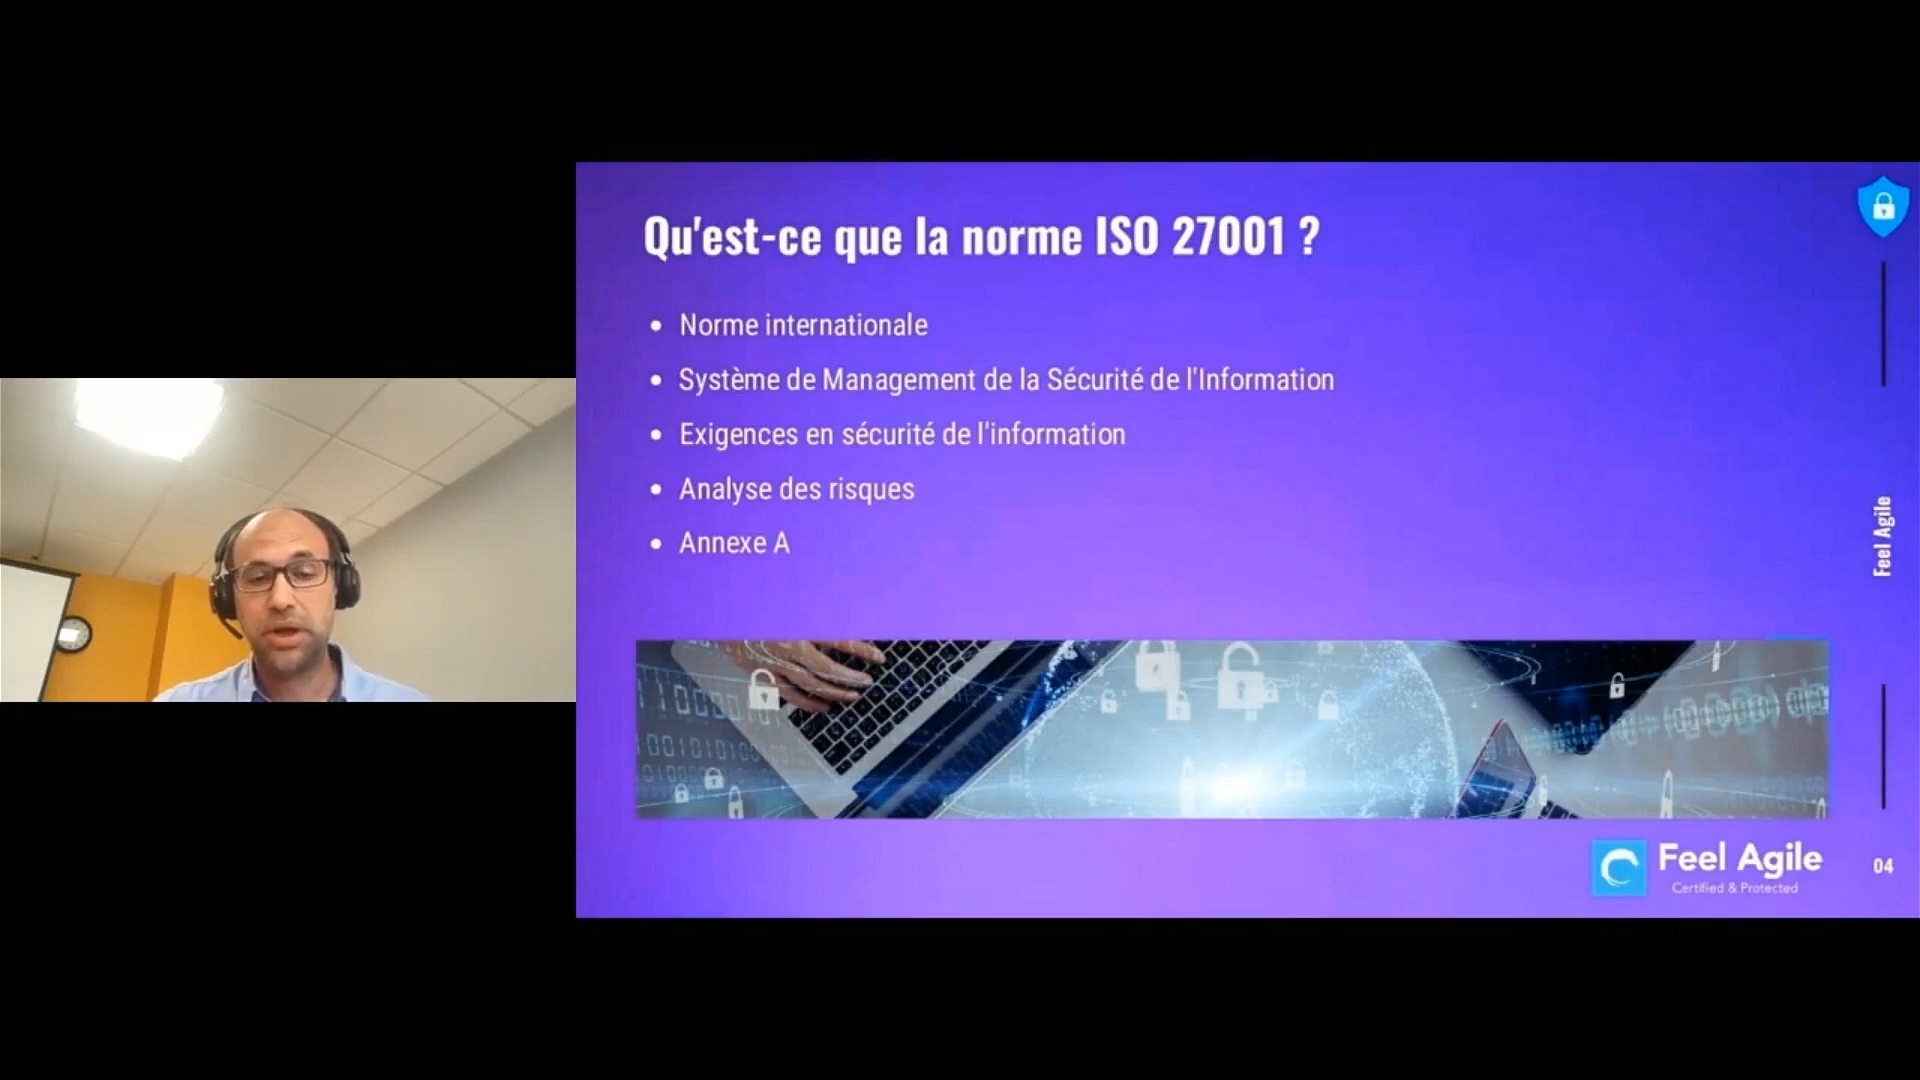 Qu'est-ce que la norme ISO 27001 ?
Norme internationale
Système de Management de la Sécurité de l'Information
Exigences en sécurité de l'information
Analyse des risques
Annexe A
Feel Agile
Feel Agile
Certified & Protected
04